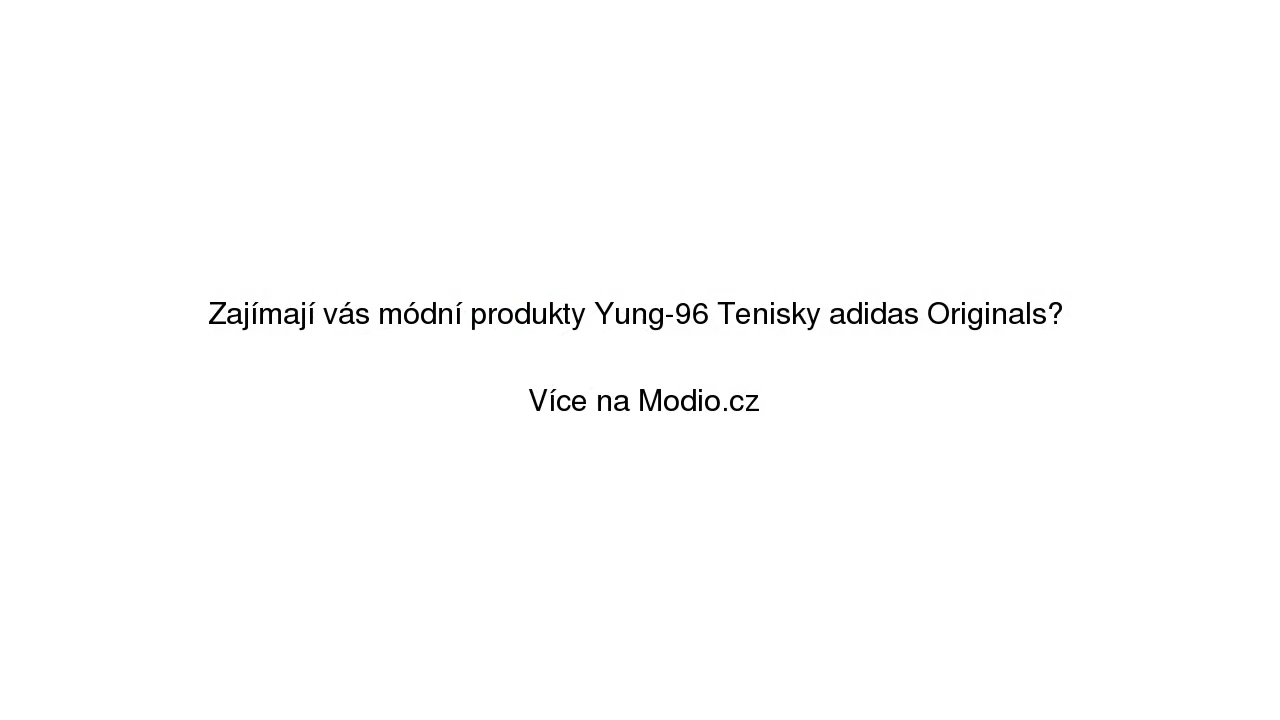 Zajímají vás módní produkty Yung-96 Tenisky adidas Originals?
Více na Modio.cz